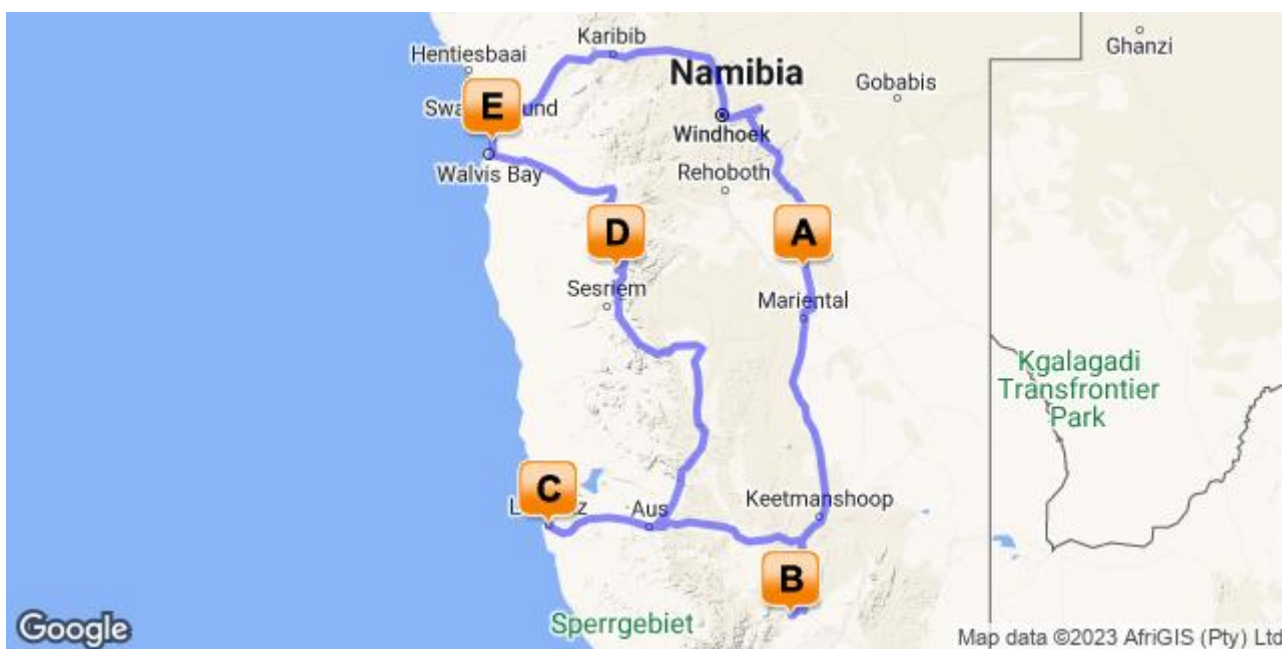 Karibib
Ghanzi
Hentiesbaai
Namibia
Gobabis
E
Windhoek
Walvis Bay
Rehoboth
D
A
Sesriem
Mariental
Kgalagadi
Transfrontier
Park
C
Keetmanshoop
Aus
B
Sperrgebiet
Google
Map data ©2023 AfriGIS (Pty) Ltd